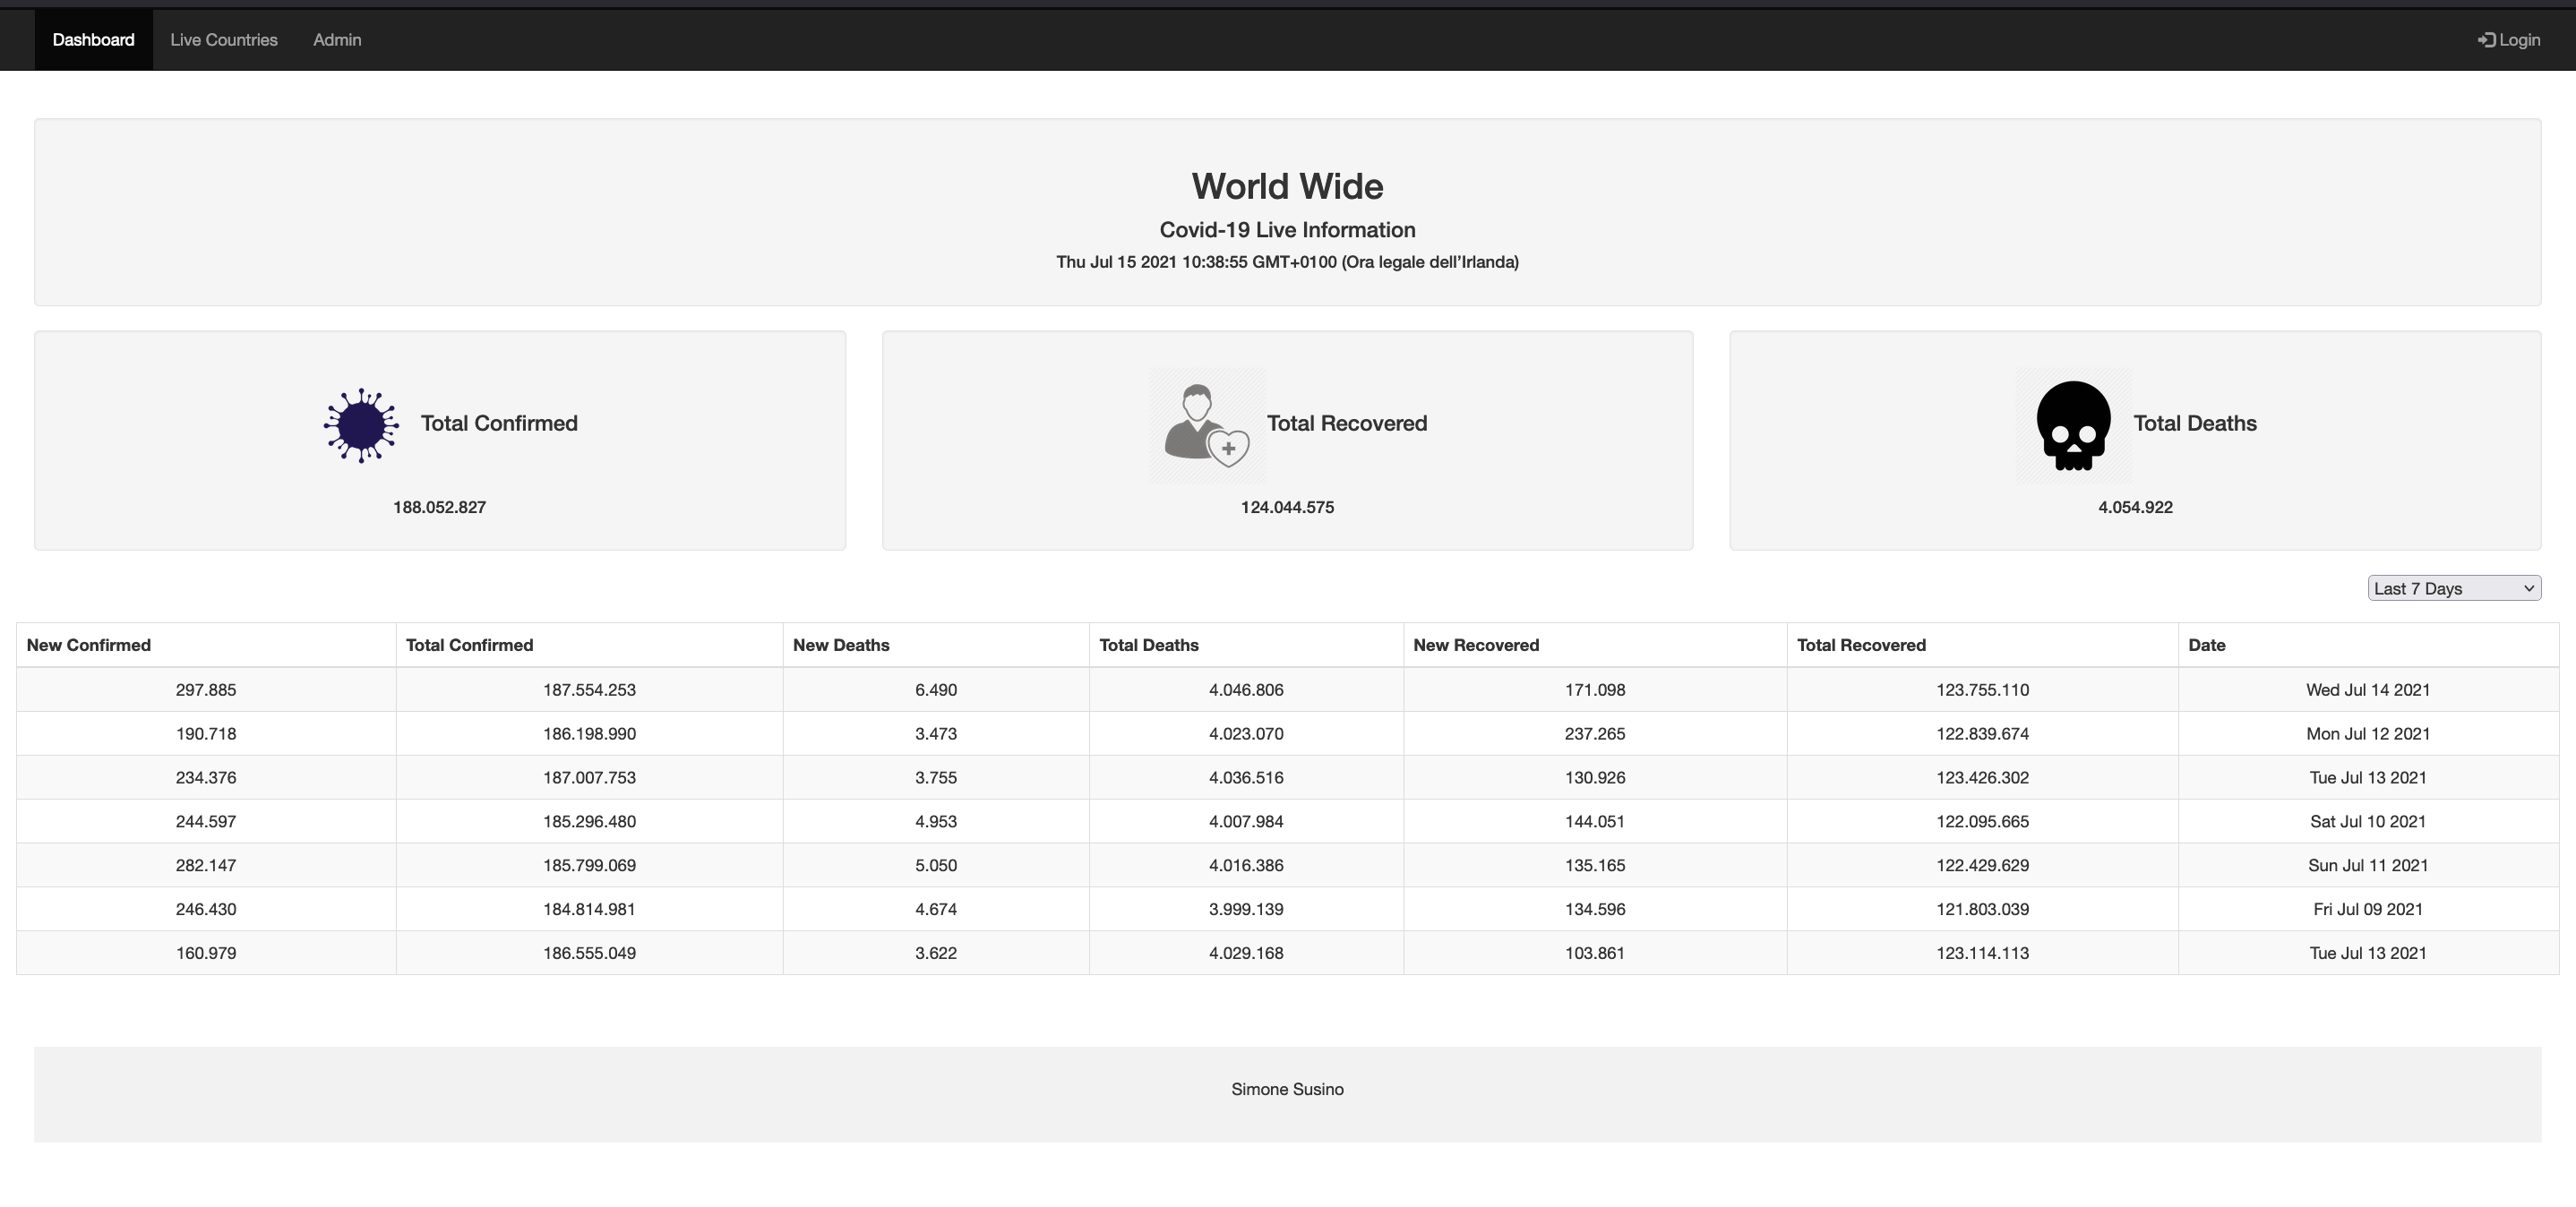 Dashboard Live Countries Admin Login
World Wide
Covid-19 Live Information
Thu Jul 15 2021 10:38:55 GMT+0100 (Ora legale dell’Irlanda)
Total Confirmed
188.052.827
Total Recovered
124.044.575
Total Deaths
4.054.922
Last 7 Days
New Confirmed Total Confirmed New Deaths Total Deaths New Recovered Total Recovered Date
297.885 187.554.253 6.490 4.046.806 171.098 123.755.110 Wed Jul 14 2021
190.718 186.198.990 3.473 4.023.070 237.265 122.839.674 Mon Jul 12 2021
234.376 187.007.753 3.755 4.036.516 130.926 123.426.302 Tue Jul 13 2021
244.597 185.296.480 4.953 4.007.984 144.051 122.095.665 Sat Jul 10 2021
282.147 185.799.069 5.050 4.016.386 135.165 122.429.629 Sun Jul 11 2021
246.430 184.814.981 4.674 3.999.139 134.596 121.803.039 Fri Jul 09 2021
160.979 186.555.049 3.622 4.029.168 103.861 123.114.113 Tue Jul 13 2021
Simone Susino